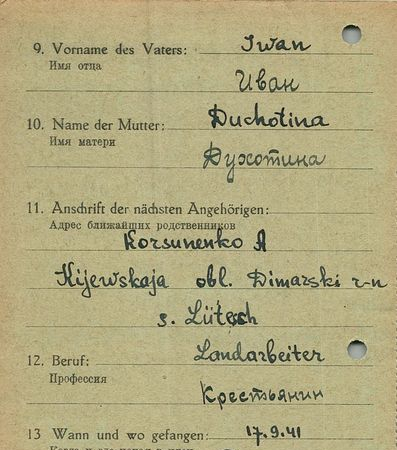 9. Vorname des Vaters: Iwan
Имя отца
Иван
10. Name der Mutter: Duchotina
Имя матери
Духотина
11. Anschrift der nächsten Angehörigen:
Адрес ближайших родственников
Korsunenko A
Kijewskaja obl. Dimarski r-n
s. Lütesch
12. Beruf: Landarbeiter
Профессия
Крестьянин
13 Wann und wo gefangen: 17.9.41